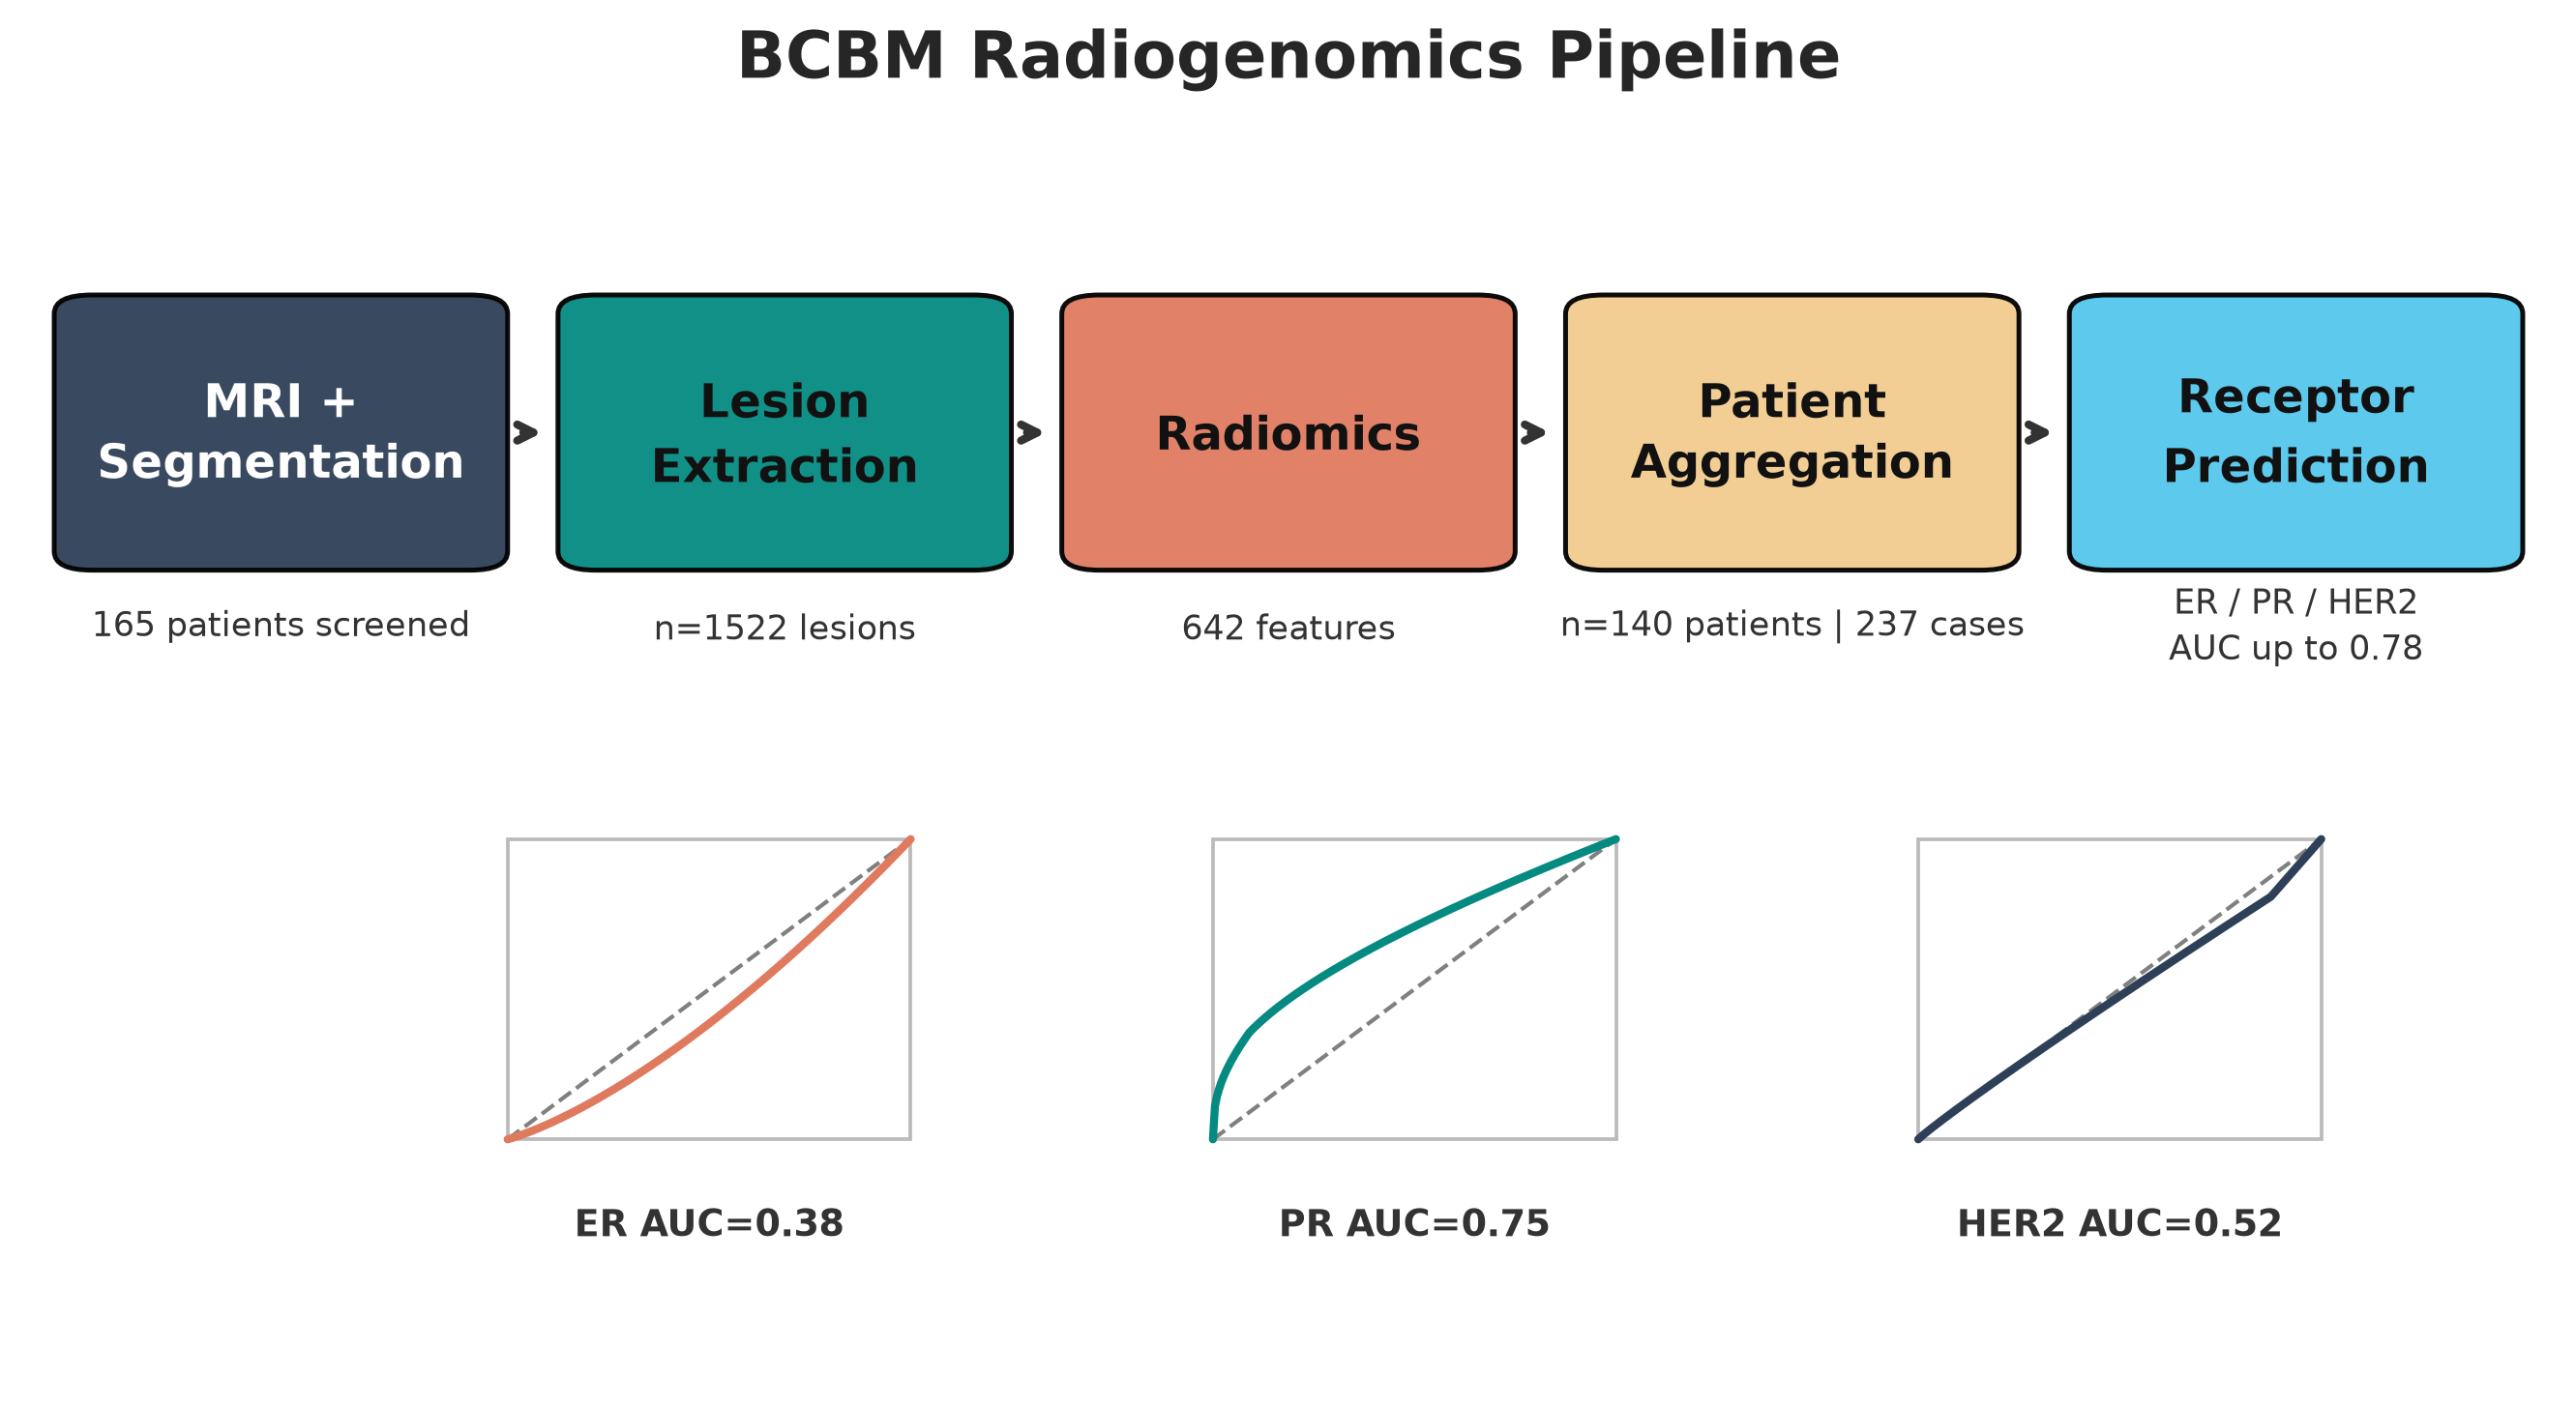 BCBM Radiogenomics Pipeline
MRI +
Segmentation
Lesion
Extraction
Radiomics
Patient
Aggregation
Receptor
Prediction
165 patients screened
n=1522 lesions
642 features
n=140 patients | 237 cases
ER / PR / HER2
AUC up to 0.78
ER AUC=0.38
PR AUC=0.75
HER2 AUC=0.52